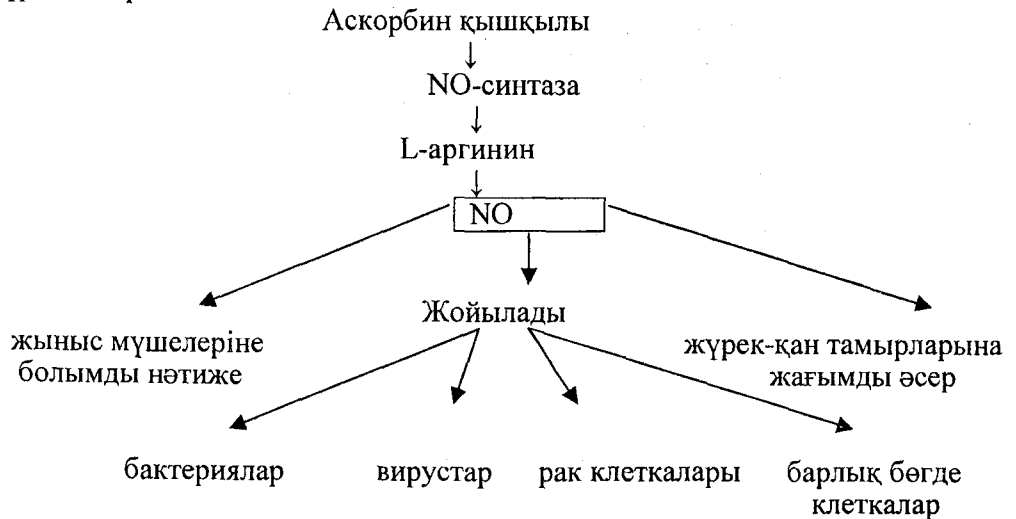 Аскорбин қышқылы
NO-синтаза
L-аргинин
NO
Жойылады
жыныс мүшелеріне
болымды нәтиже
жүрек-қан тамырларына
жағымды әсер
бактериялар
вирустар
рак клеткалары
барлық бөгде
клеткалар